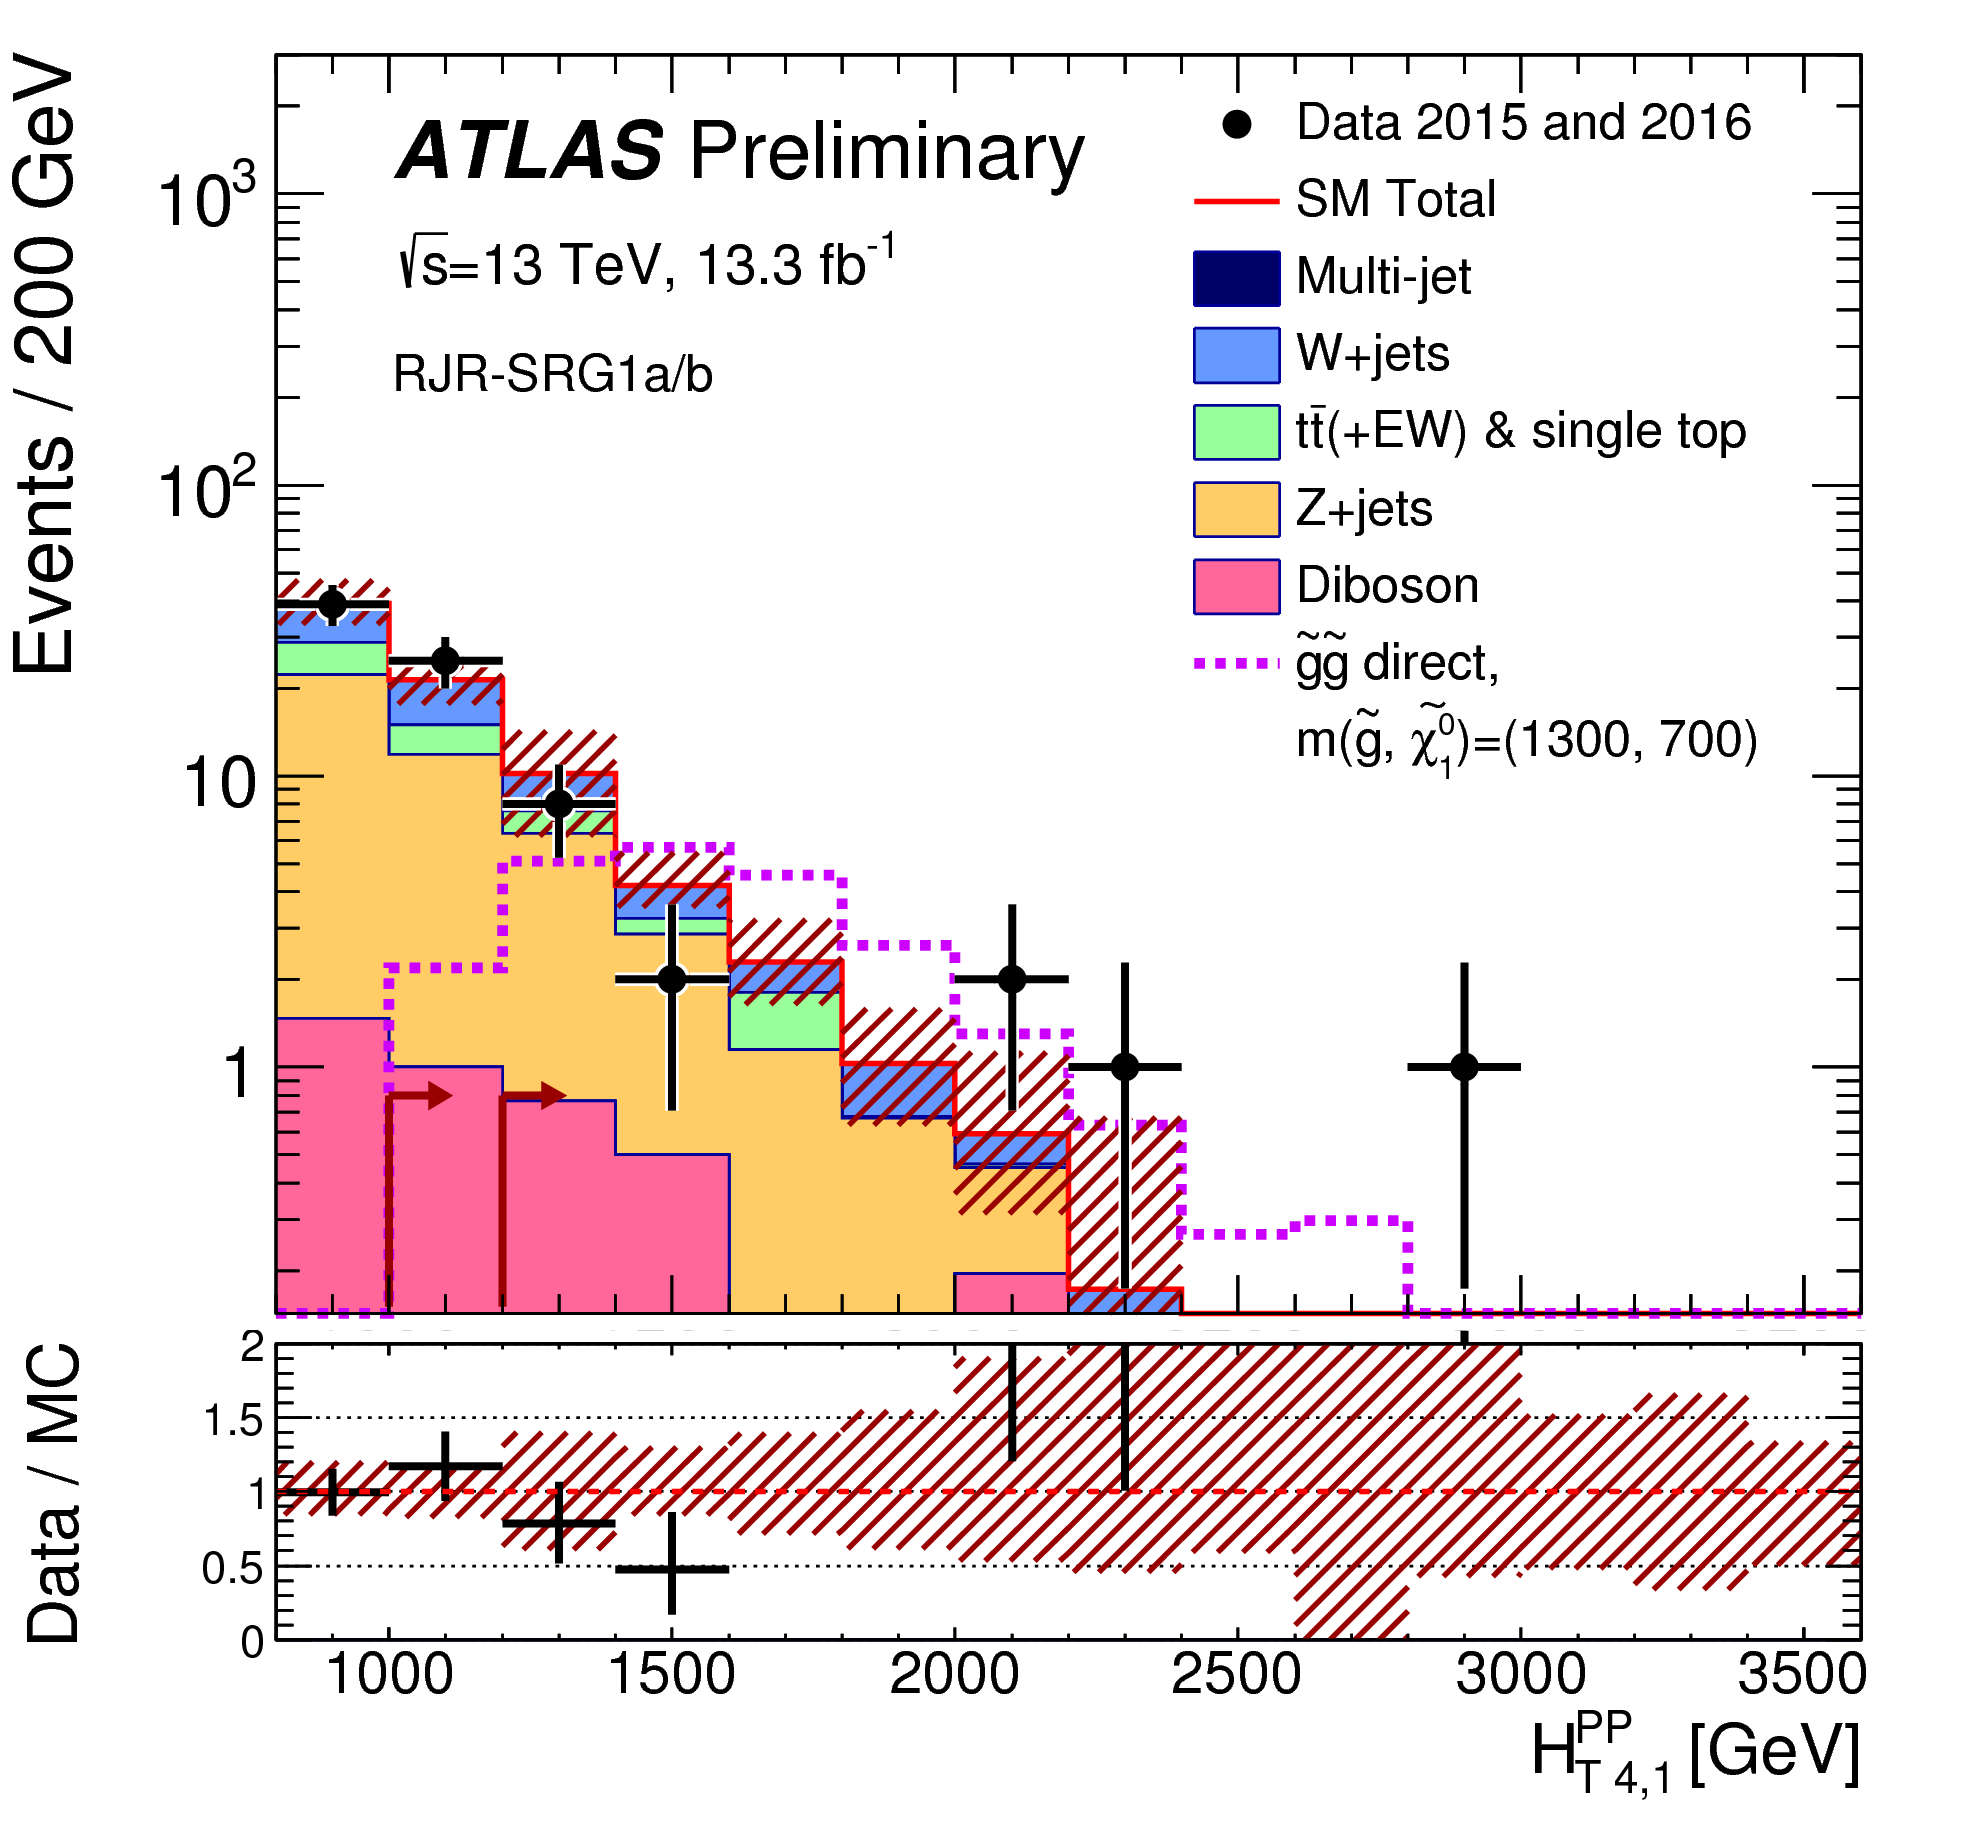 Events / 200 GeV
10³
10²
10
1
ATLAS Preliminary
√s=13 TeV, 13.3 fb⁻¹
RJR-SRG1a/b
Data 2015 and 2016
SM Total
Multi-jet
W+jets
tt̄(+EW) & single top
Z+jets
Diboson
g̃g̃ direct,
m(g̃, χ̃₁⁰)=(1300, 700)
Data / MC
2
1.5
1
0.5
0
1000 1500 2000 2500 3000 3500
H_{T 4,1}^{PP} [GeV]